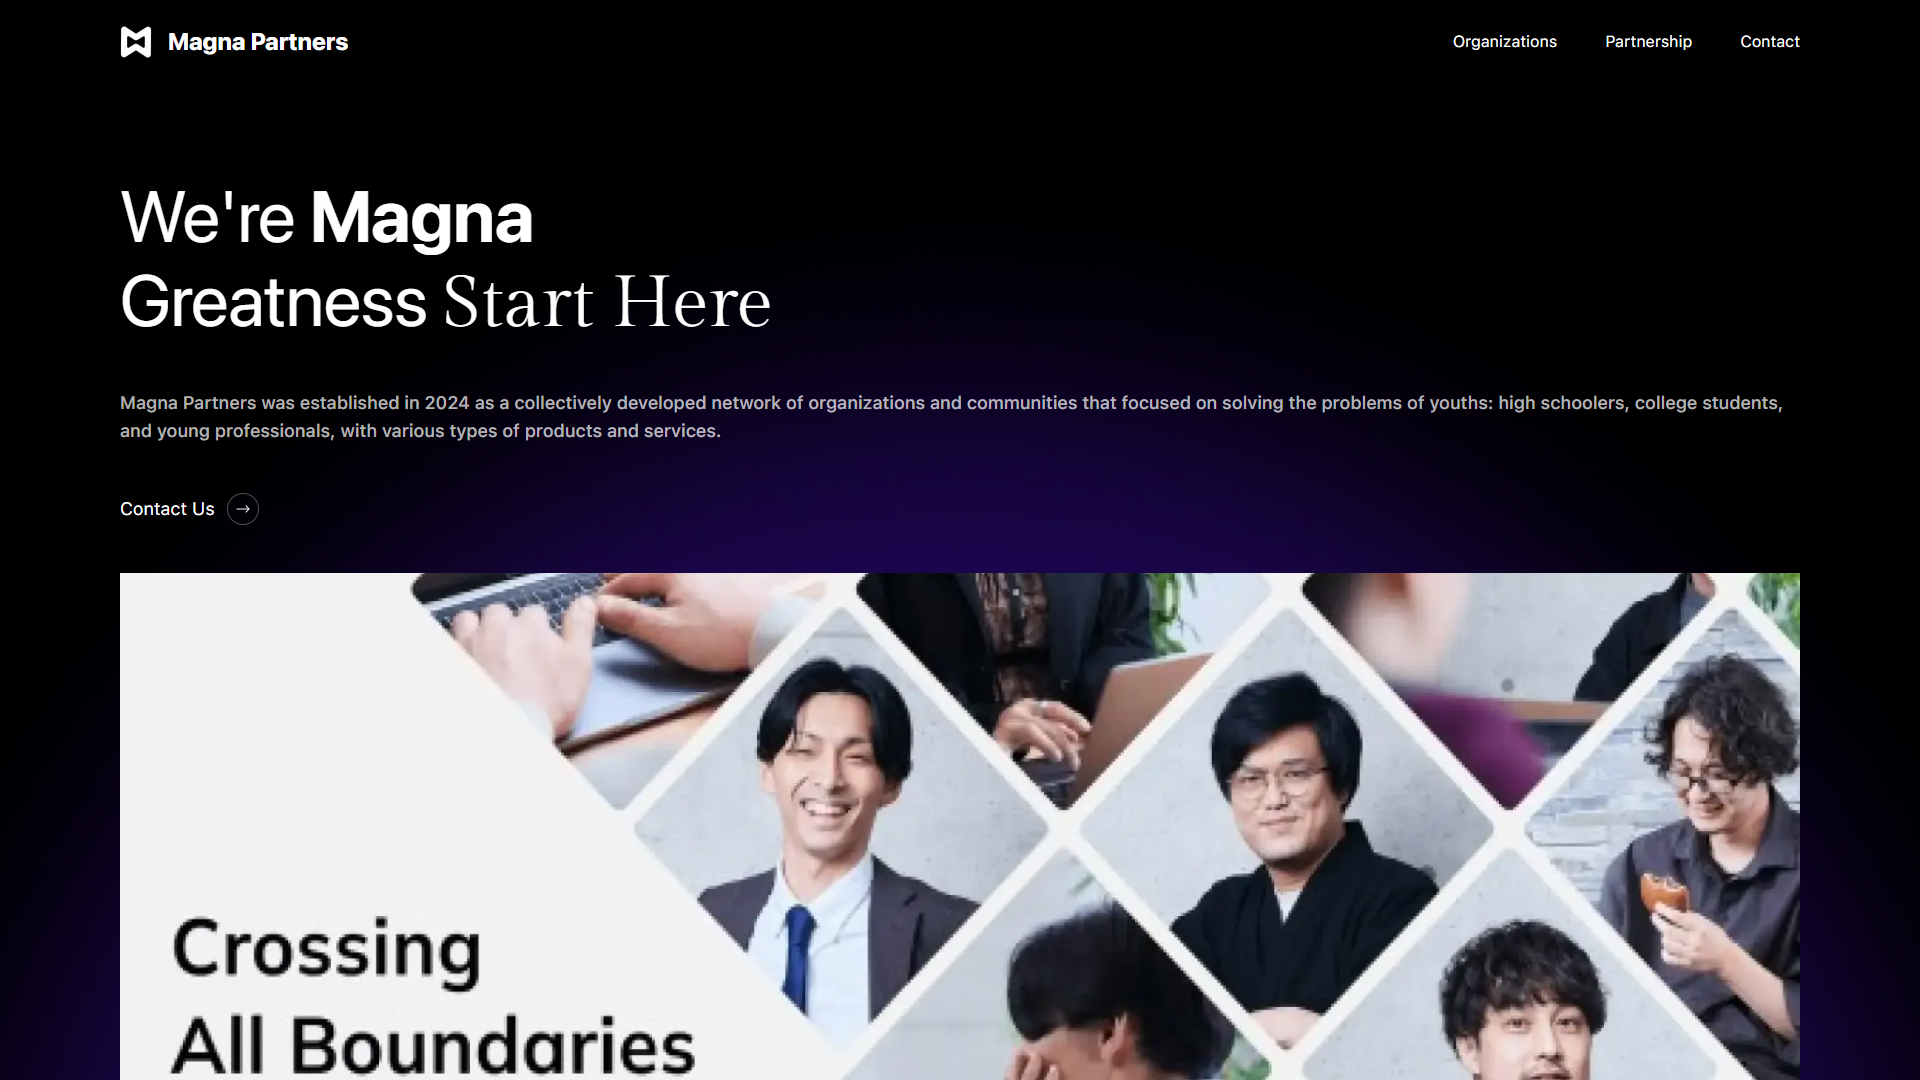 Magna Partners
Organizations
Partnership
Contact
We're Magna
Greatness Start Here
Magna Partners was established in 2024 as a collectively developed network of organizations and communities that focused on solving the problems of youths: high schoolers, college students,
and young professionals, with various types of products and services.
Contact Us
Crossing
All Boundaries